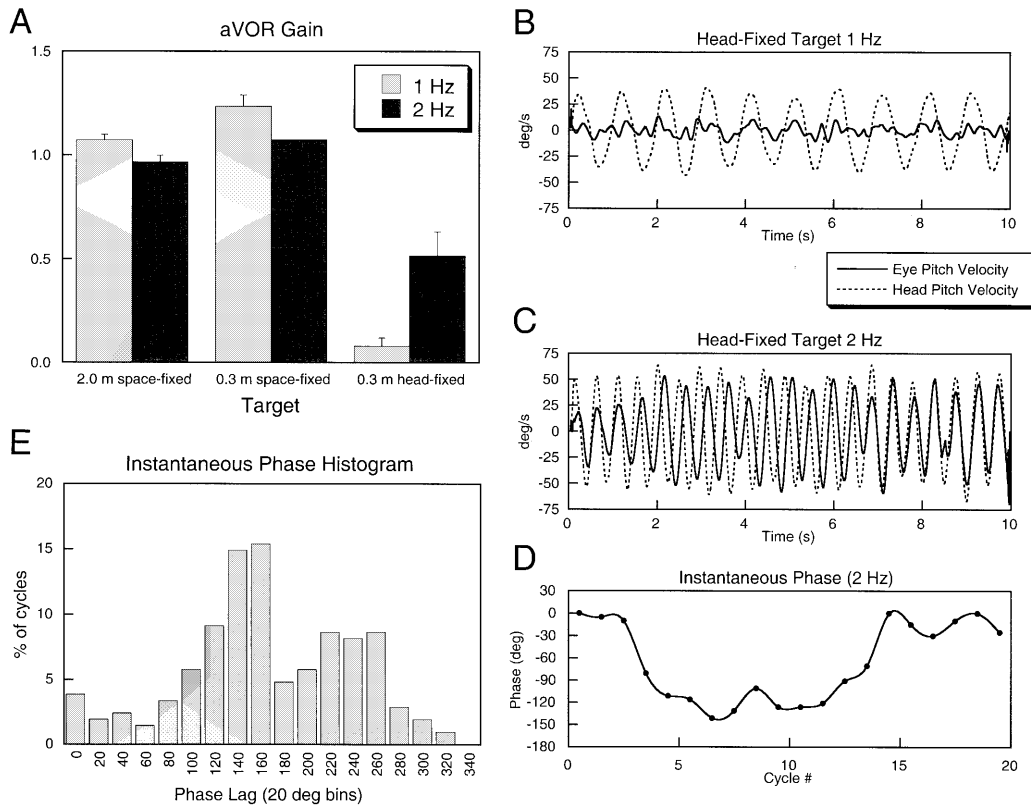 A
aVOR Gain
1.5
1.0
0.5
0.0
1 Hz
2 Hz
2.0 m space-fixed 0.3 m space-fixed 0.3 m head-fixed
Target
B
Head-Fixed Target 1 Hz
deg/s
75
50
25
0
-25
-50
-75
0 2 4 6 8 10
Time (s)
Eye Pitch Velocity
Head Pitch Velocity
C
Head-Fixed Target 2 Hz
deg/s
75
50
25
0
-25
-50
-75
0 2 4 6 8 10
Time (s)
D
Instantaneous Phase (2 Hz)
Phase (deg)
30
0
-30
-60
-90
-120
-150
-180
0 5 10 15 20
Cycle #
E
Instantaneous Phase Histogram
% of cycles
20
15
10
5
0
0 20 40 60 80 100 120 140 160 180 200 220 240 260 280 300 320 340
Phase Lag (20 deg bins)